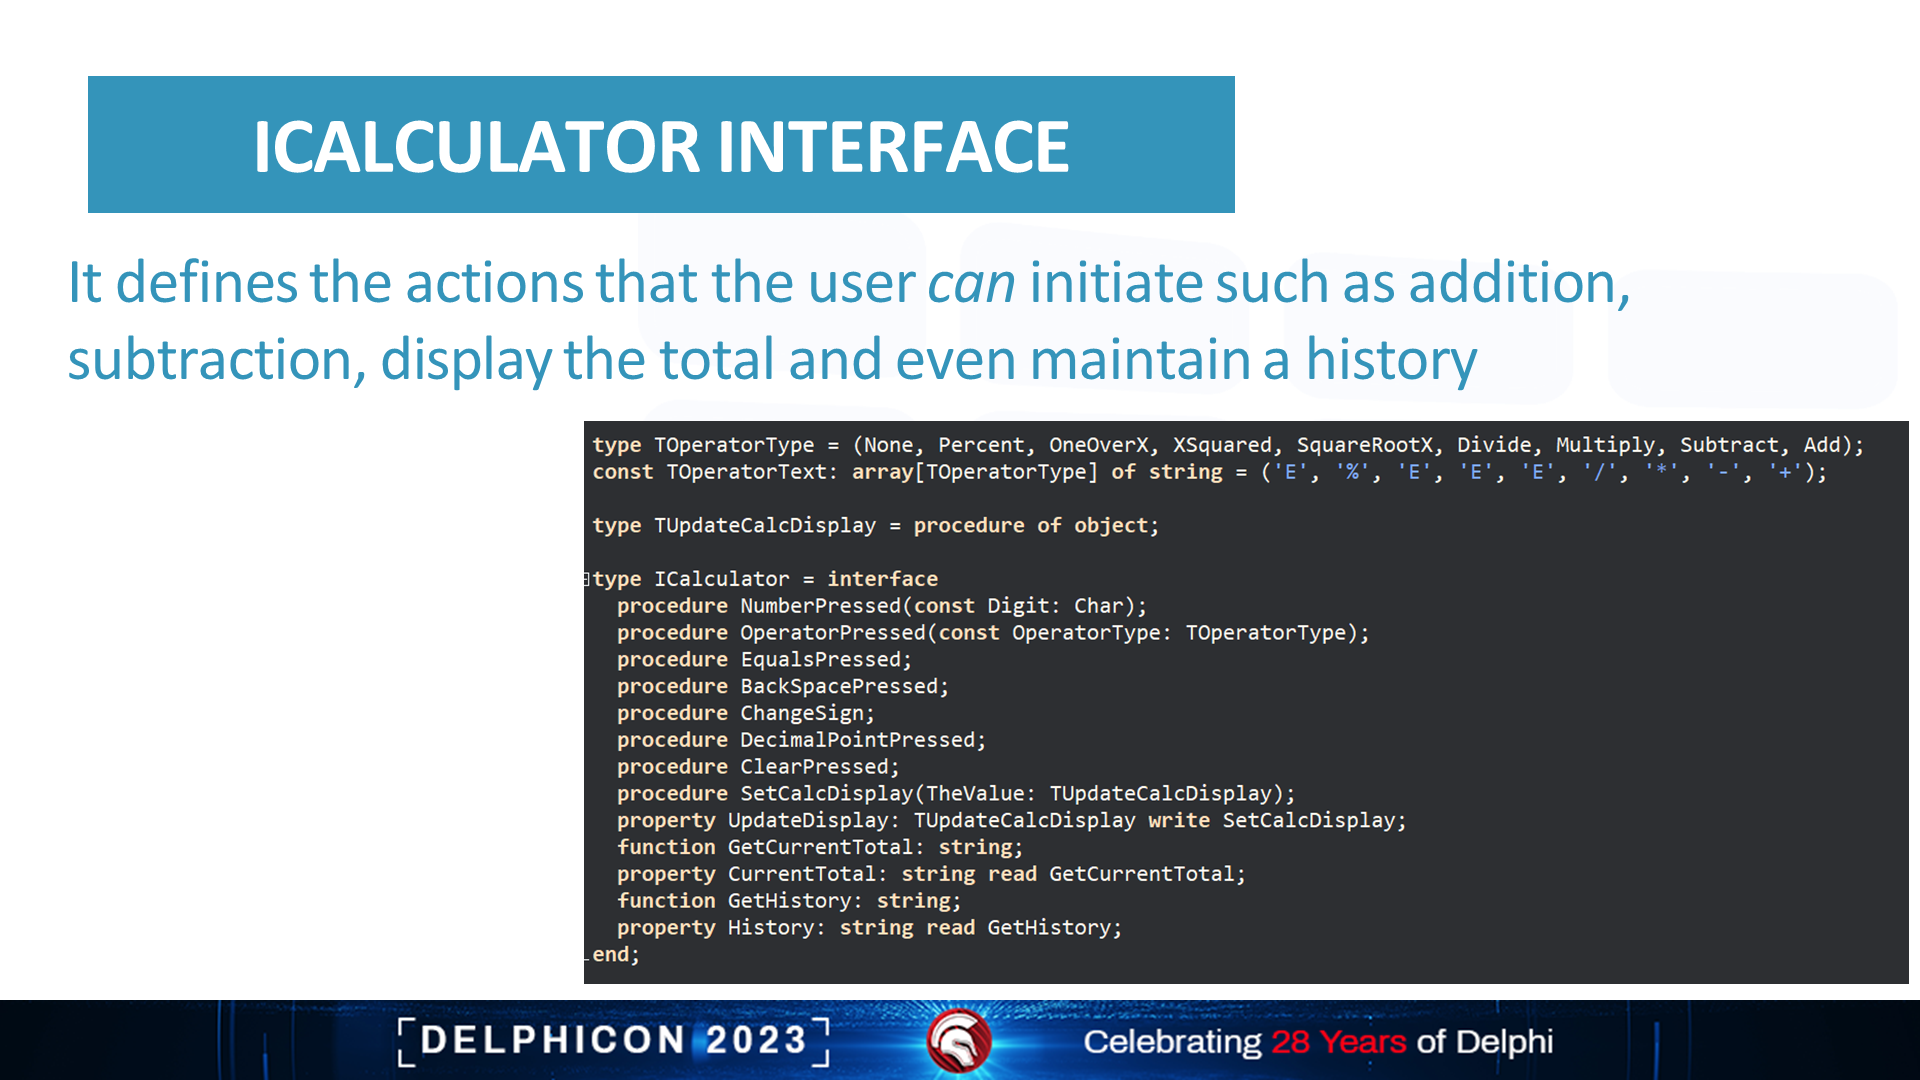 ICALCULATOR INTERFACE
It defines the actions that the user can initiate such as addition,
subtraction, display the total and even maintain a history
type TOperatorType = (None, Percent, OneOverX, XSquared, SquareRootX, Divide, Multiply, Subtract, Add);
const TOperatorText: array[TOperatorType] of string = ('E', '%', 'E', 'E', 'E', '/', '*', '-', '+');
type TUpdateCalcDisplay = procedure of object;
type ICalculator = interface
  procedure NumberPressed(const Digit: Char);
  procedure OperatorPressed(const OperatorType: TOperatorType);
  procedure EqualsPressed;
  procedure BackSpacePressed;
  procedure ChangeSign;
  procedure DecimalPointPressed;
  procedure ClearPressed;
  procedure SetCalcDisplay(TheValue: TUpdateCalcDisplay);
  property UpdateDisplay: TUpdateCalcDisplay write SetCalcDisplay;
  function GetCurrentTotal: string;
  property CurrentTotal: string read GetCurrentTotal;
  function GetHistory: string;
  property History: string read GetHistory;
end;
[DELPHICON 2023]
Celebrating 28 Years of Delphi